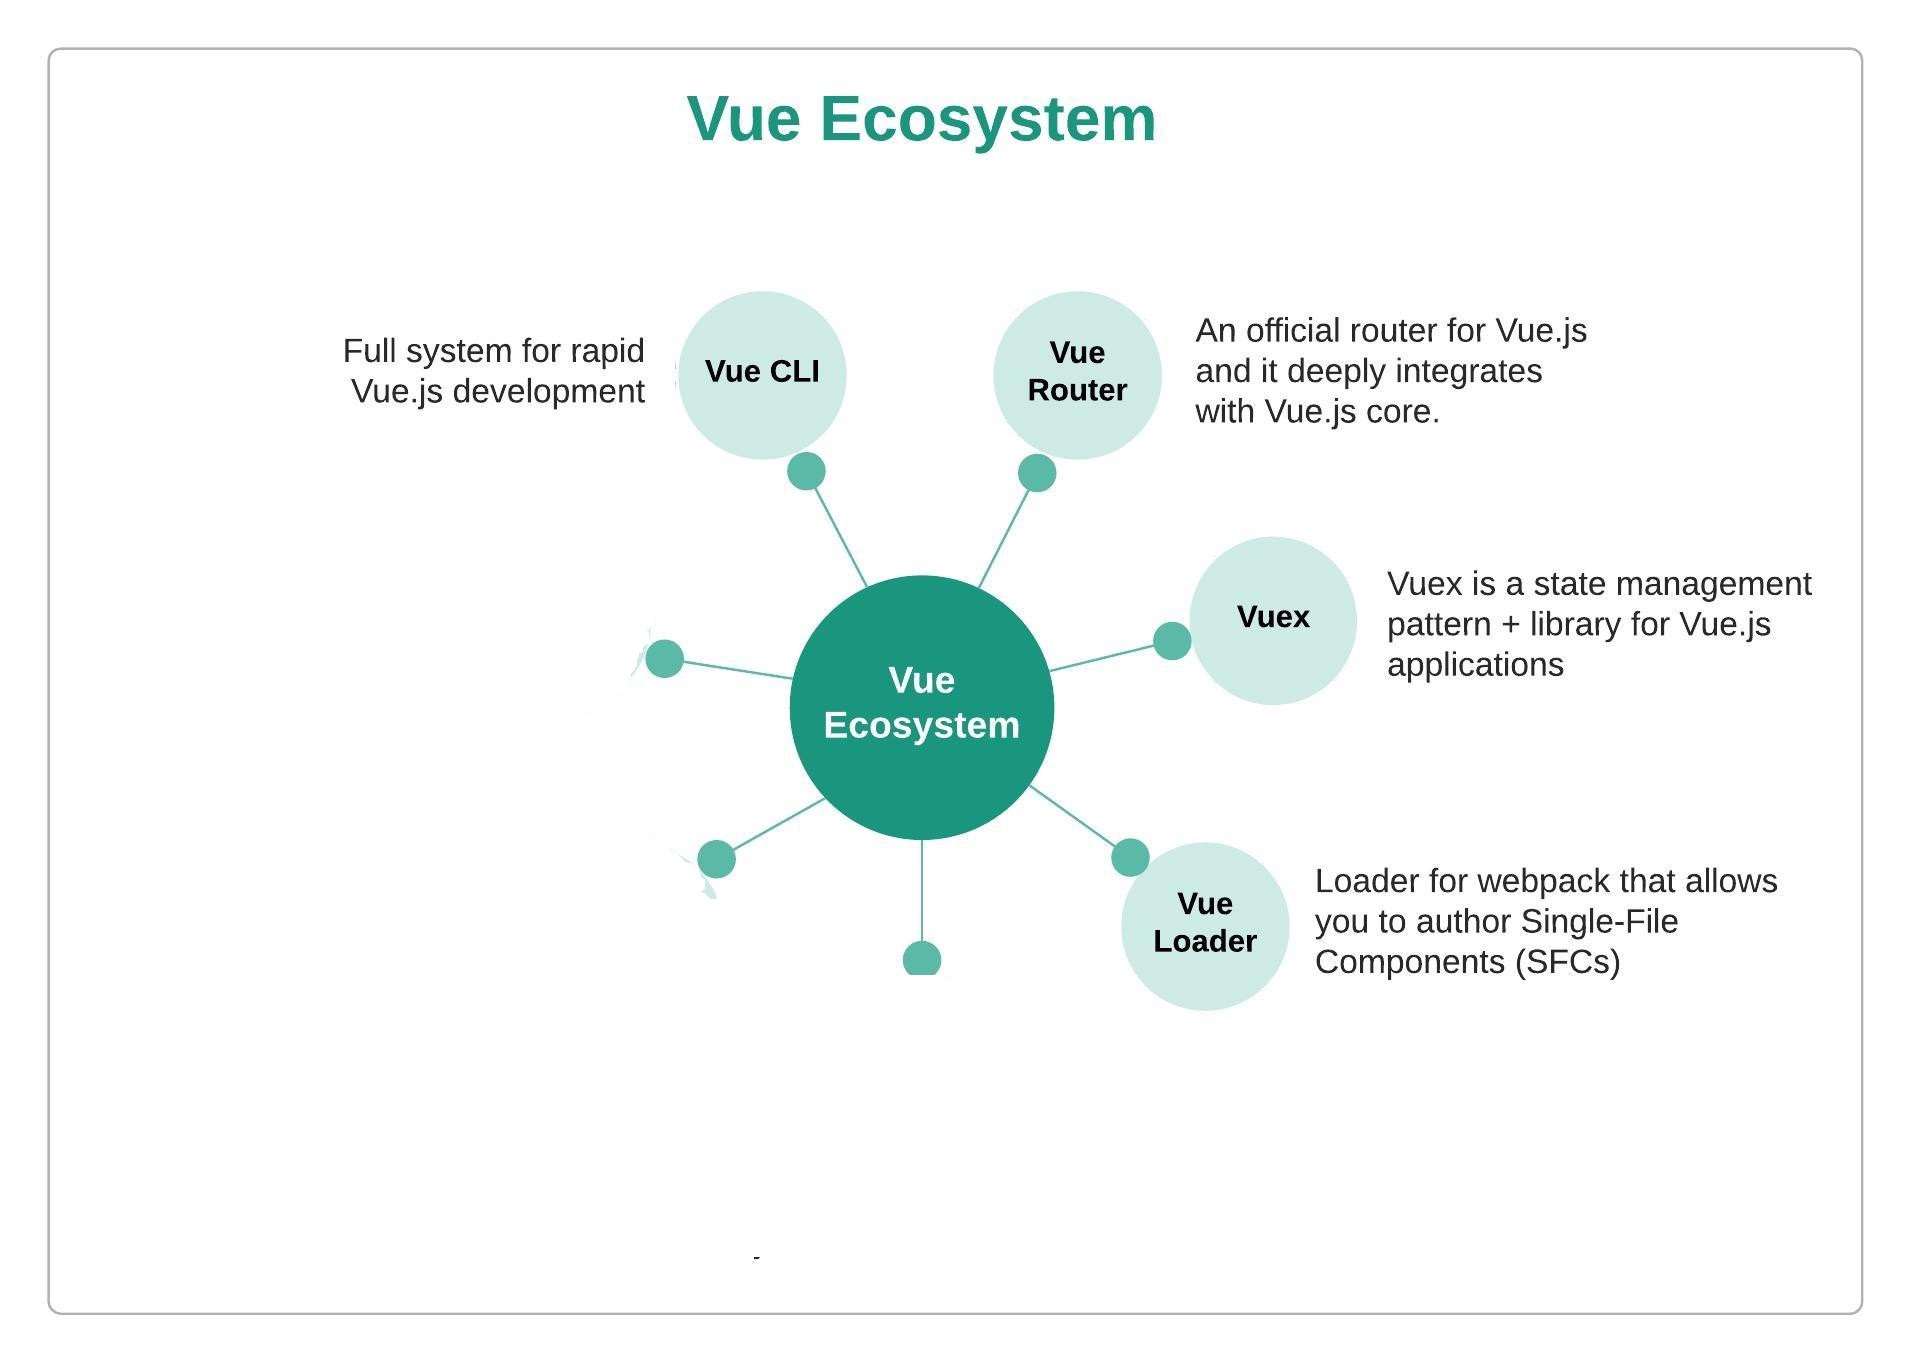 Vue Ecosystem
Full system for rapid
Vue.js development
Vue CLI
Vue
Router
An official router for Vue.js
and it deeply integrates
with Vue.js core.
Vuex
Vuex is a state management
pattern + library for Vue.js
applications
Vue
Ecosystem
Vue
Loader
Loader for webpack that allows
you to author Single-File
Components (SFCs)